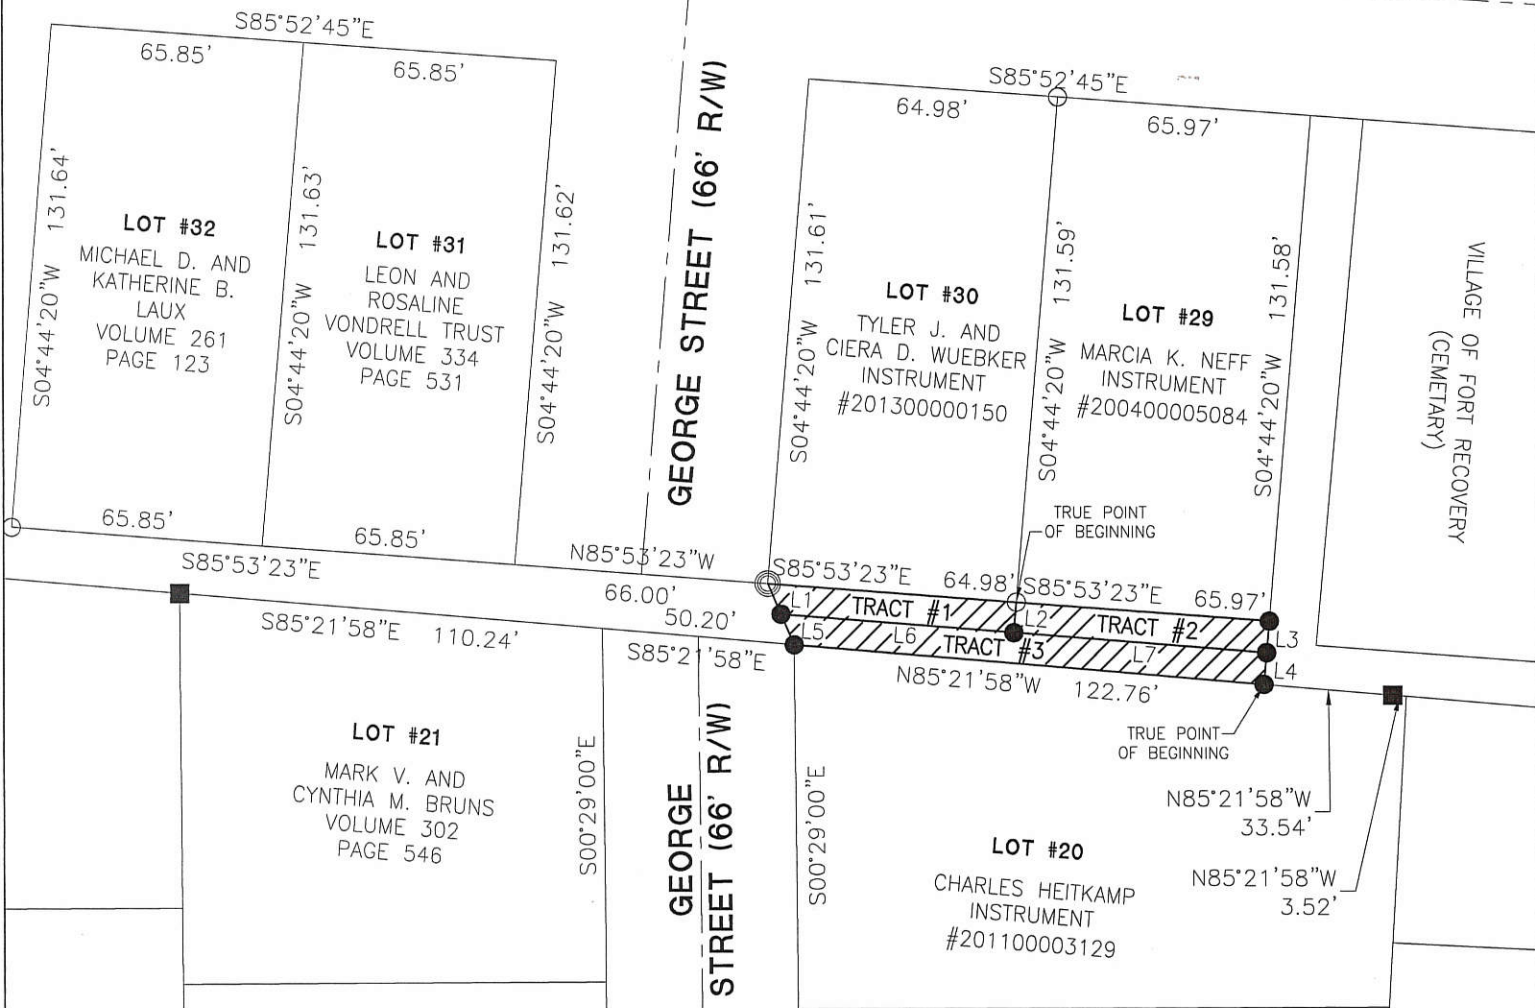 S85°52'45"E
65.85'
65.85'
S04°44'20"W 131.64'
LOT #32
MICHAEL D. AND
KATHERINE B.
LAUX
VOLUME 261
PAGE 123
S04°44'20"W 131.63'
LOT #31
LEON AND
ROSALINE
VONDRELL TRUST
VOLUME 334
PAGE 531
S04°44'20"W 131.62'
65.85'
65.85'
S85°53'23"E
GEORGE STREET (66' R/W)
N85°53'23"W
66.00'
S85°52'45"E
64.98'
65.97'
S04°44'20"W 131.61'
LOT #30
TYLER J. AND
CIERA D. WUEBKER
INSTRUMENT
#201300000150
S04°44'20"W 131.59'
LOT #29
MARCIA K. NEFF
INSTRUMENT
#200400005084
S04°44'20"W 131.58'
VILLAGE OF FORT RECOVERY
(CEMETARY)
TRUE POINT
OF BEGINNING
S85°53'23"E 64.98'
S85°53'23"E 65.97'
L1
TRACT #1
L2
TRACT #2
L3
L5
L6
TRACT #3
L7
L4
N85°21'58"W 122.76'
TRUE POINT
OF BEGINNING
S85°21'58"E 110.24'
50.20'
S85°21'58"E
LOT #21
MARK V. AND
CYNTHIA M. BRUNS
VOLUME 302
PAGE 546
S00°29'00"E
GEORGE
STREET (66' R/W)
S00°29'00"E
LOT #20
CHARLES HEITKAMP
INSTRUMENT
#201100003129
N85°21'58"W
33.54'
N85°21'58"W
3.52'